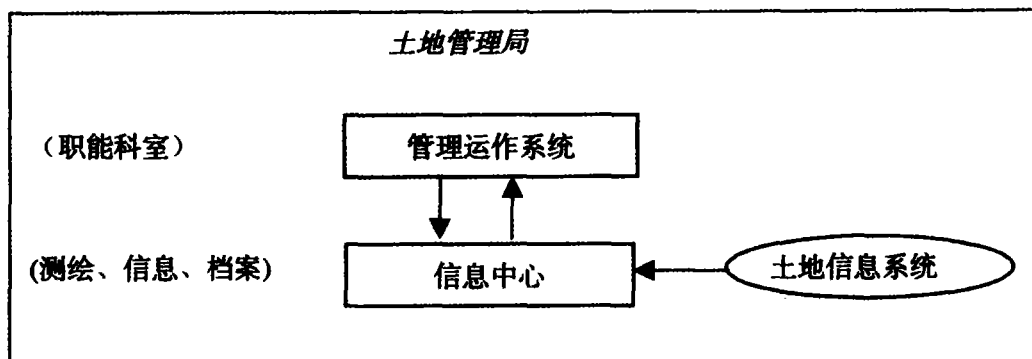 土地管理局
（职能科室） 管理运作系统
(测绘、信息、档案) 信息中心 土地信息系统